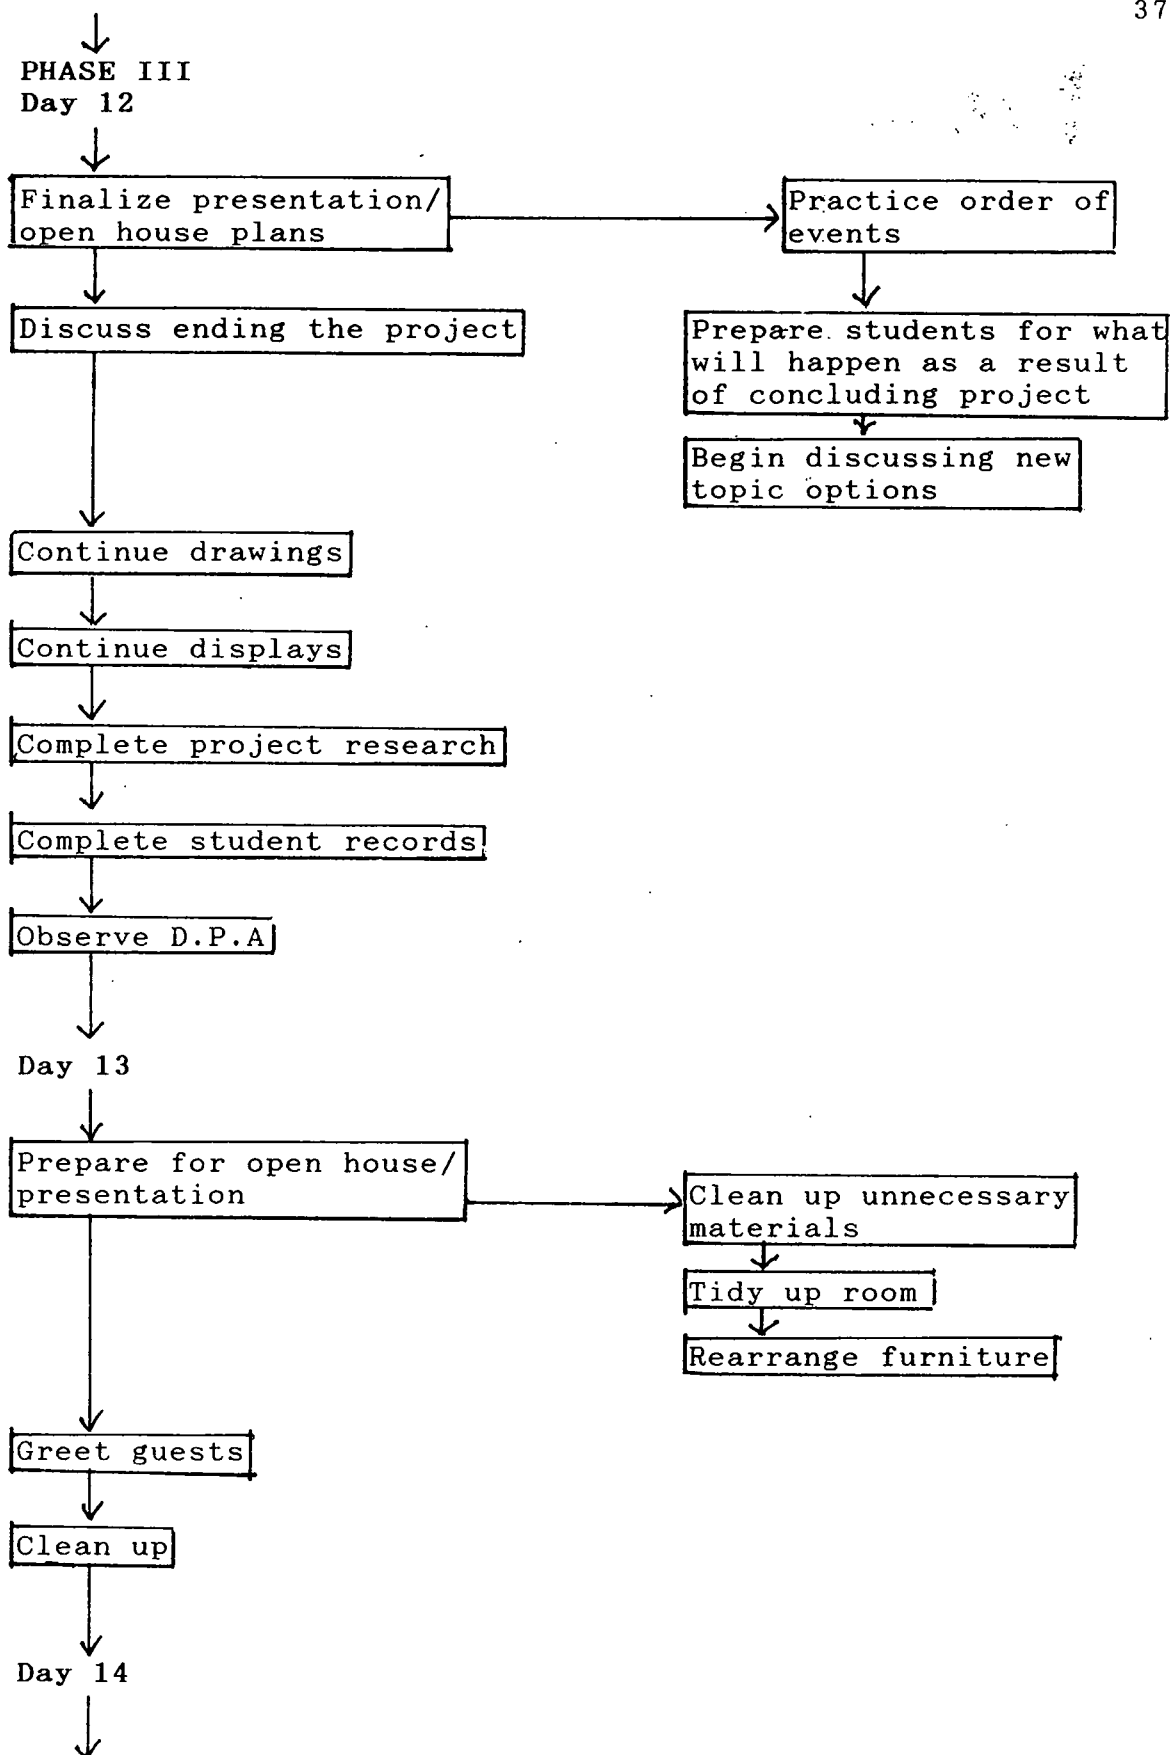 37
PHASE III
Day 12
Finalize presentation/
open house plans
Practice order of
events
Discuss ending the project
Prepare students for what
will happen as a result
of concluding project
Begin discussing new
topic options
Continue drawings
Continue displays
Complete project research
Complete student records
Observe D.P.A
Day 13
Prepare for open house/
presentation
Clean up unnecessary
materials
Tidy up room
Rearrange furniture
Greet guests
Clean up
Day 14